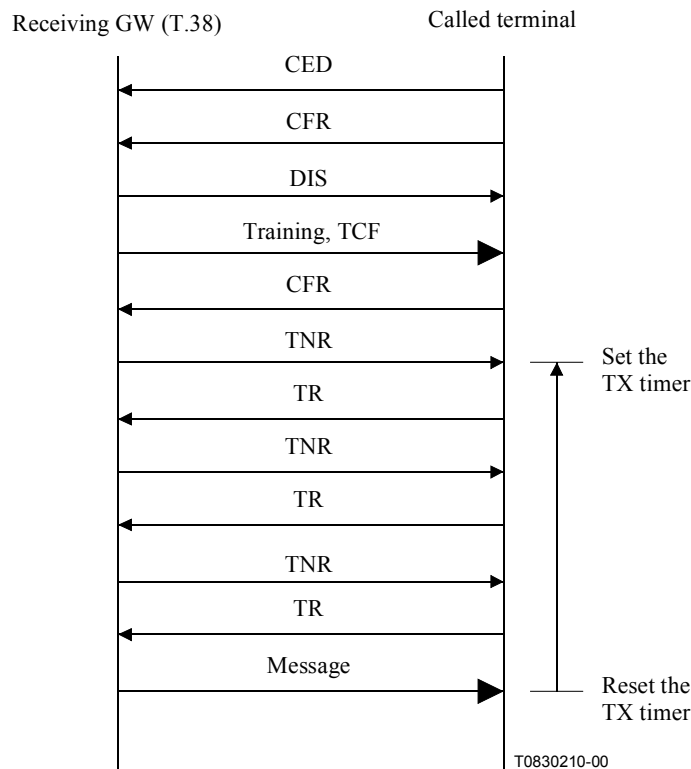 Receiving GW (T.38)
Called terminal
CED
CFR
DIS
Training, TCF
CFR
TNR
Set the
TX timer
TR
TNR
TR
TNR
TR
Message
Reset the
TX timer
T0830210-00